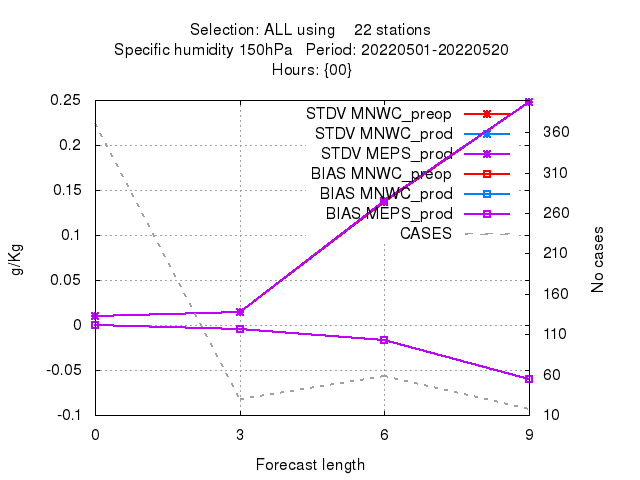 Selection: ALL using 22 stations
Specific humidity 150hPa Period: 20220501-20220520
Hours: {00}
0.25
0.2
0.15
0.1
0.05
0
-0.05
-0.1
g/Kg
STDV MNWC_preop
STDV MNWC_prod
STDV MEPS_prod
BIAS MNWC_preop
BIAS MNWC_prod
BIAS MEPS_prod
CASES
360
310
260
210
160
110
60
10
No cases
0 3 6 9
Forecast length